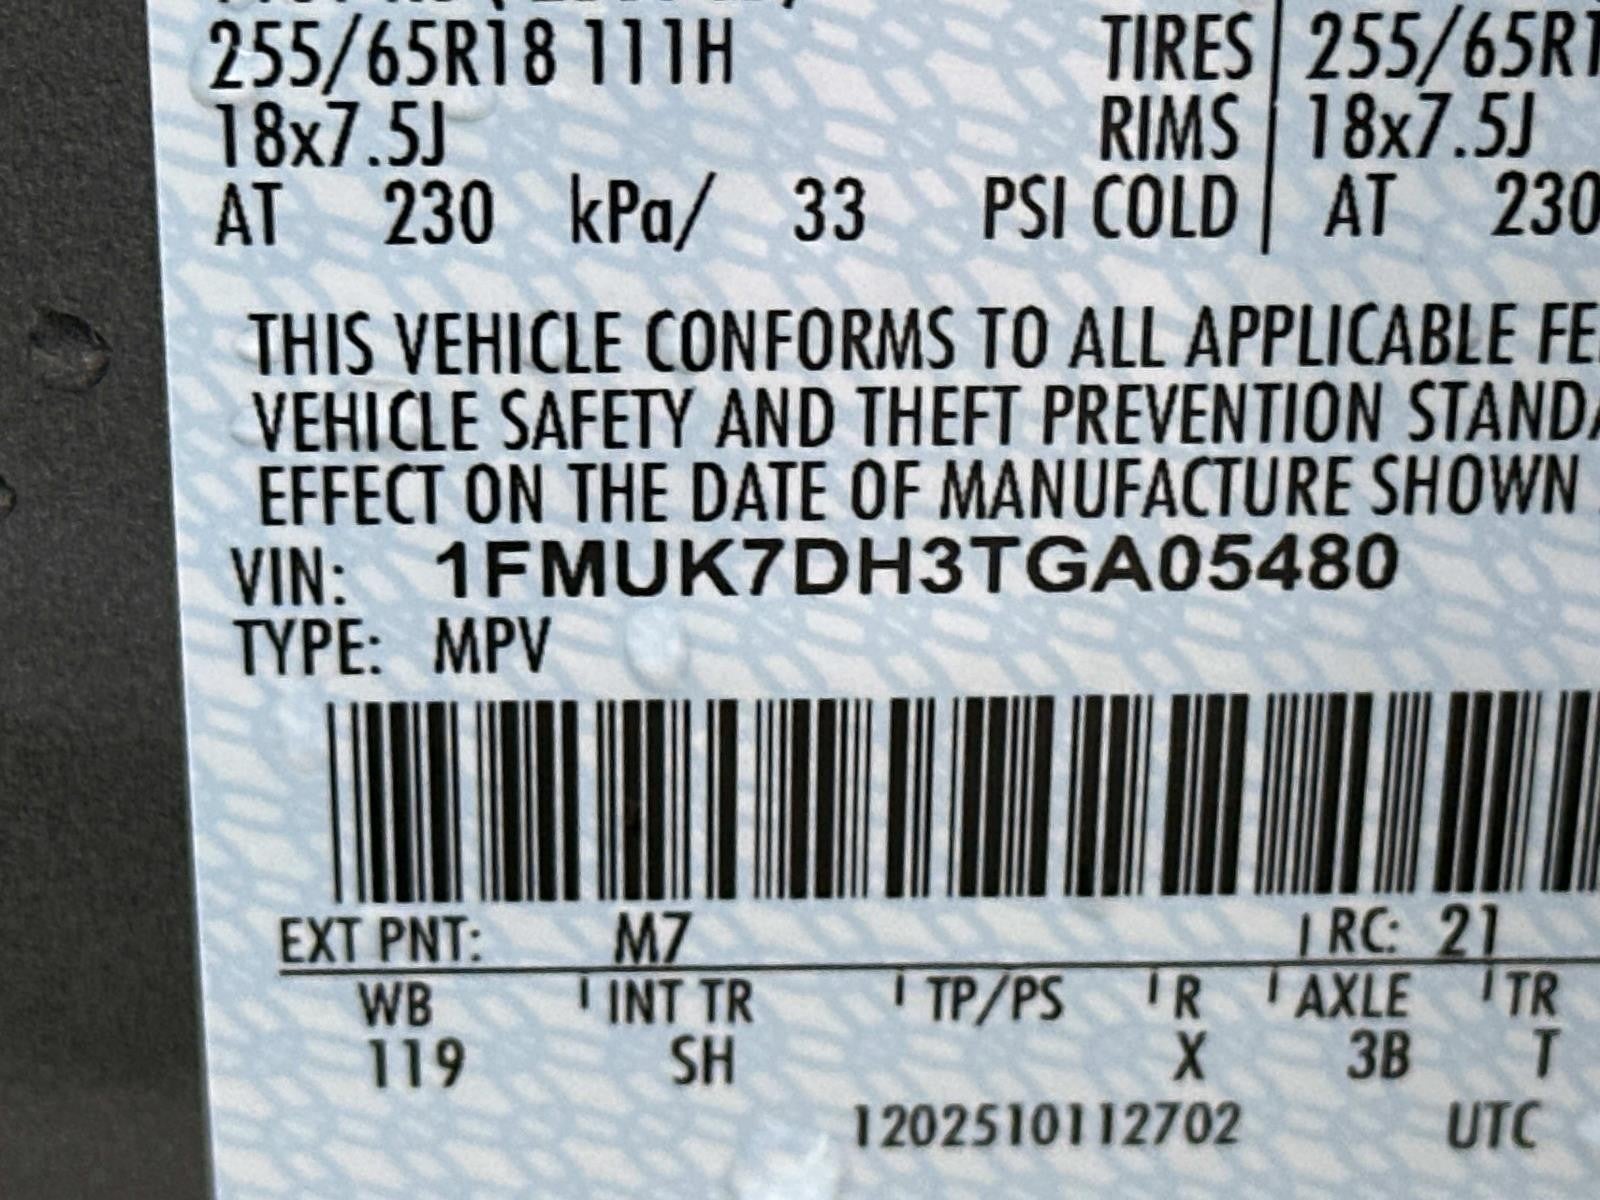 255/65R18 111H TIRES 255/65R1
18x7.5J RIMS 18x7.5J
AT 230 kPa/ 33 PSI COLD AT 230
THIS VEHICLE CONFORMS TO ALL APPLICABLE FE
VEHICLE SAFETY AND THEFT PREVENTION STANDA
EFFECT ON THE DATE OF MANUFACTURE SHOWN
VIN: 1FMUK7DH3TGA05480
TYPE: MPV
EXT PNT: M7 RC: 21
WB INT TR TP/PS R AXLE TR
119 SH X 3B T
1202510112702 UTC